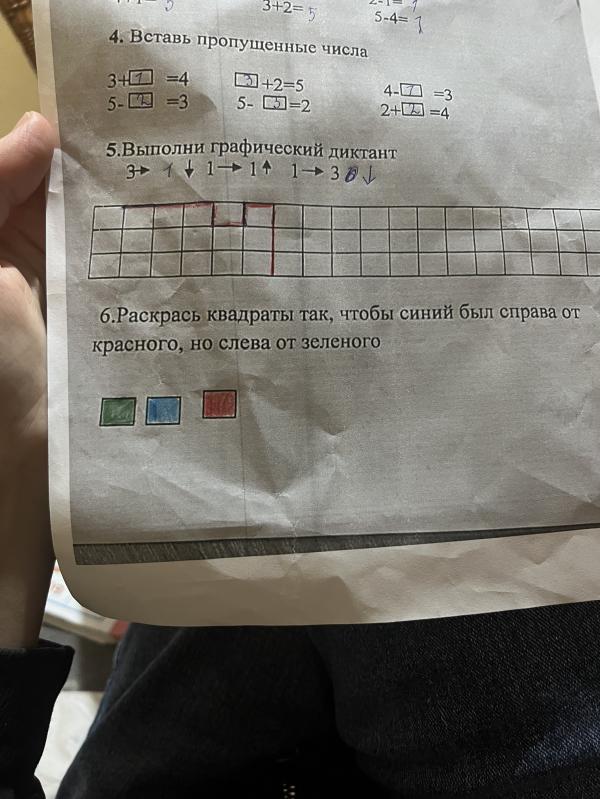 3+2= 5
5-4= 1
4. Вставь пропущенные числа
3+1 =4 3+2=5 4-1 =3
5- 2 =3 5- 3=2 2+2 =4
5.Выполни графический диктант
3→ 1 ↓ 1→ 1↑ 1→ 3 ↓
6.Раскрась квадраты так, чтобы синий был справа от
красного, но слева от зеленого